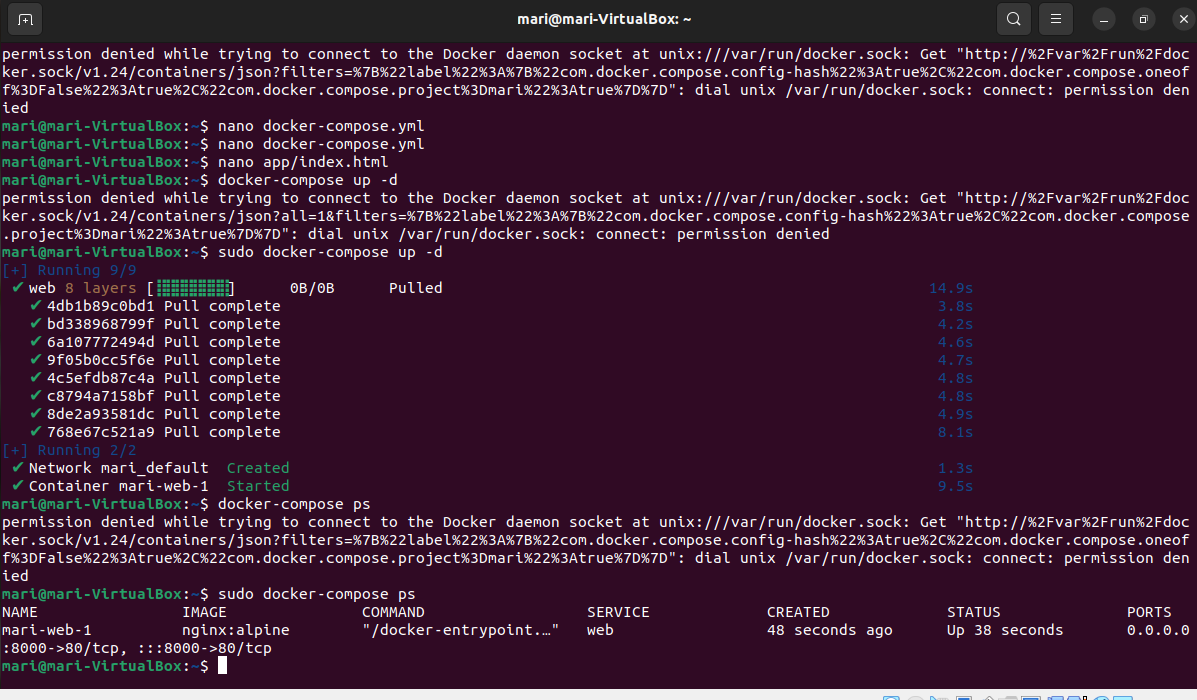 mari@mari-VirtualBox: ~
permission denied while trying to connect to the Docker daemon socket at unix:///var/run/docker.sock: Get "http://%2Fvar%2Frun%2Fdoc
ker.sock/v1.24/containers/json?filters=%7B%22label%22%3A%7B%22com.docker.compose.config-hash%22%3Atrue%2C%22com.docker.compose.oneof
f%3DFalse%22%3Atrue%2C%22com.docker.compose.project%3Dmari%22%3Atrue%7D%7D": dial unix /var/run/docker.sock: connect: permission den
ied
mari@mari-VirtualBox:~$ nano docker-compose.yml
mari@mari-VirtualBox:~$ nano docker-compose.yml
mari@mari-VirtualBox:~$ nano app/index.html
mari@mari-VirtualBox:~$ docker-compose up -d
permission denied while trying to connect to the Docker daemon socket at unix:///var/run/docker.sock: Get "http://%2Fvar%2Frun%2Fdoc
ker.sock/v1.24/containers/json?all=1&filters=%7B%22label%22%3A%7B%22com.docker.compose.config-hash%22%3Atrue%2C%22com.docker.compose
.project%3Dmari%22%3Atrue%7D%7D": dial unix /var/run/docker.sock: connect: permission denied
mari@mari-VirtualBox:~$ sudo docker-compose up -d
[+] Running 9/9
✔ web 8 layers [⣿⣿⣿⣿⣿⣿⣿⣿] 0B/0B Pulled 14.9s
✔ 4db1b89c0bd1 Pull complete 3.8s
✔ bd338968799f Pull complete 4.2s
✔ 6a107772494d Pull complete 4.6s
✔ 9f05b0cc5f6e Pull complete 4.7s
✔ 4c5efdb87c4a Pull complete 4.8s
✔ c8794a7158bf Pull complete 4.8s
✔ 8de2a93581dc Pull complete 4.9s
✔ 768e67c521a9 Pull complete 8.1s
[+] Running 2/2
✔ Network mari_default Created 1.3s
✔ Container mari-web-1 Started 9.5s
mari@mari-VirtualBox:~$ docker-compose ps
permission denied while trying to connect to the Docker daemon socket at unix:///var/run/docker.sock: Get "http://%2Fvar%2Frun%2Fdoc
ker.sock/v1.24/containers/json?filters=%7B%22label%22%3A%7B%22com.docker.compose.config-hash%22%3Atrue%2C%22com.docker.compose.oneof
f%3DFalse%22%3Atrue%2C%22com.docker.compose.project%3Dmari%22%3Atrue%7D%7D": dial unix /var/run/docker.sock: connect: permission den
ied
mari@mari-VirtualBox:~$ sudo docker-compose ps
NAME IMAGE COMMAND SERVICE CREATED STATUS PORTS
mari-web-1 nginx:alpine "/docker-entrypoint.…" web 48 seconds ago Up 38 seconds 0.0.0.0
:8000->80/tcp, :::8000->80/tcp
mari@mari-VirtualBox:~$